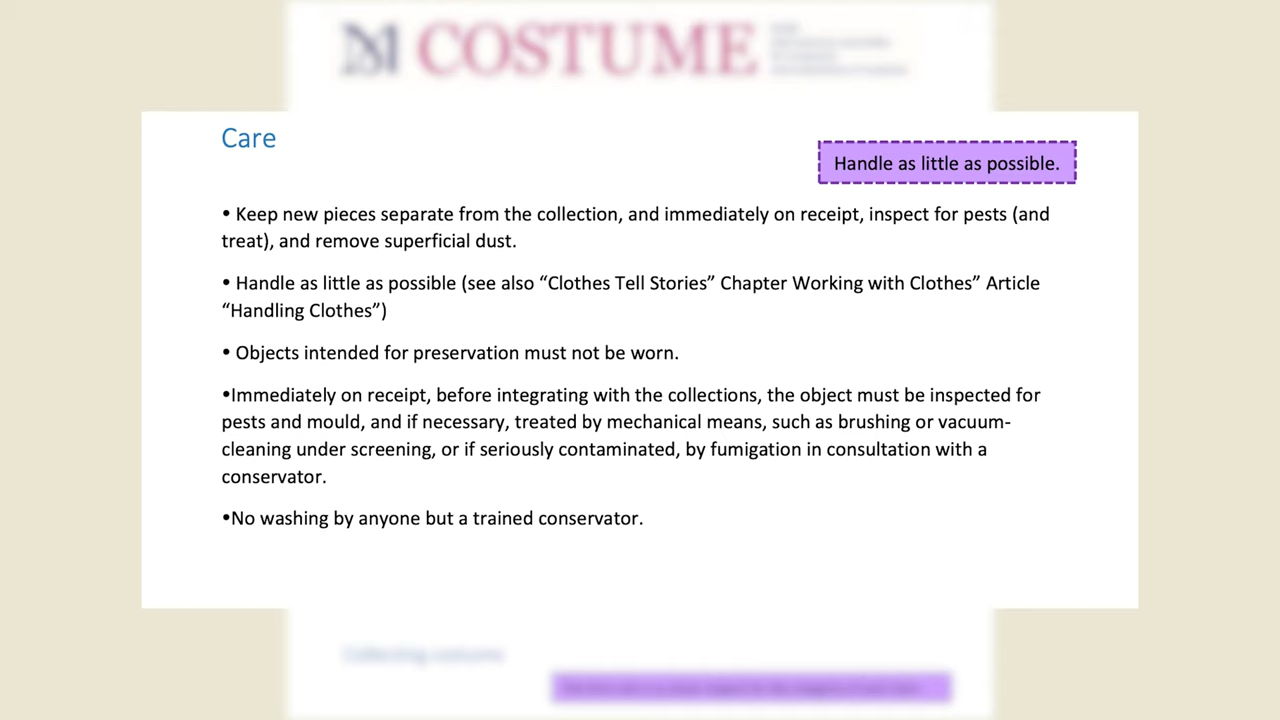 COSTUME
Care
Handle as little as possible.
• Keep new pieces separate from the collection, and immediately on receipt, inspect for pests (and
treat), and remove superficial dust.
• Handle as little as possible (see also “Clothes Tell Stories” Chapter Working with Clothes” Article
“Handling Clothes”)
• Objects intended for preservation must not be worn.
•Immediately on receipt, before integrating with the collections, the object must be inspected for
pests and mould, and if necessary, treated by mechanical means, such as brushing or vacuum-
cleaning under screening, or if seriously contaminated, by fumigation in consultation with a
conservator.
•No washing by anyone but a trained conservator.
Collecting costume